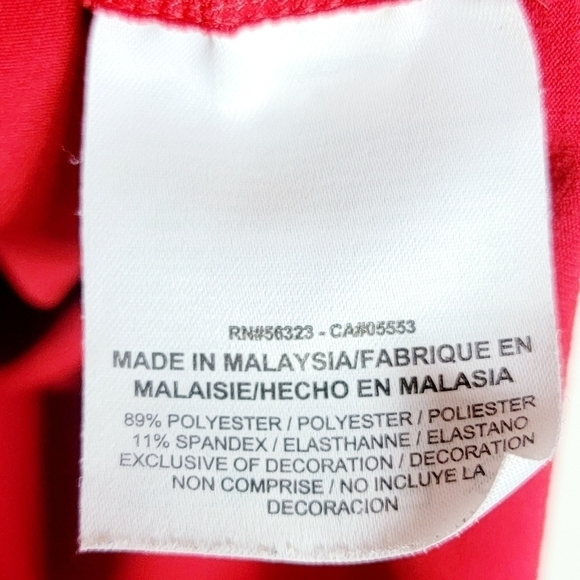 RN#56323 - CA#05553
MADE IN MALAYSIA/FABRIQUE EN
MALAISIE/HECHO EN MALASIA
89% POLYESTER / POLYESTER / POLIESTER
11% SPANDEX / ELASTHANNE / ELASTANO
EXCLUSIVE OF DECORATION / DECORATION
NON COMPRISE / NO INCLUYE LA
DECORACION